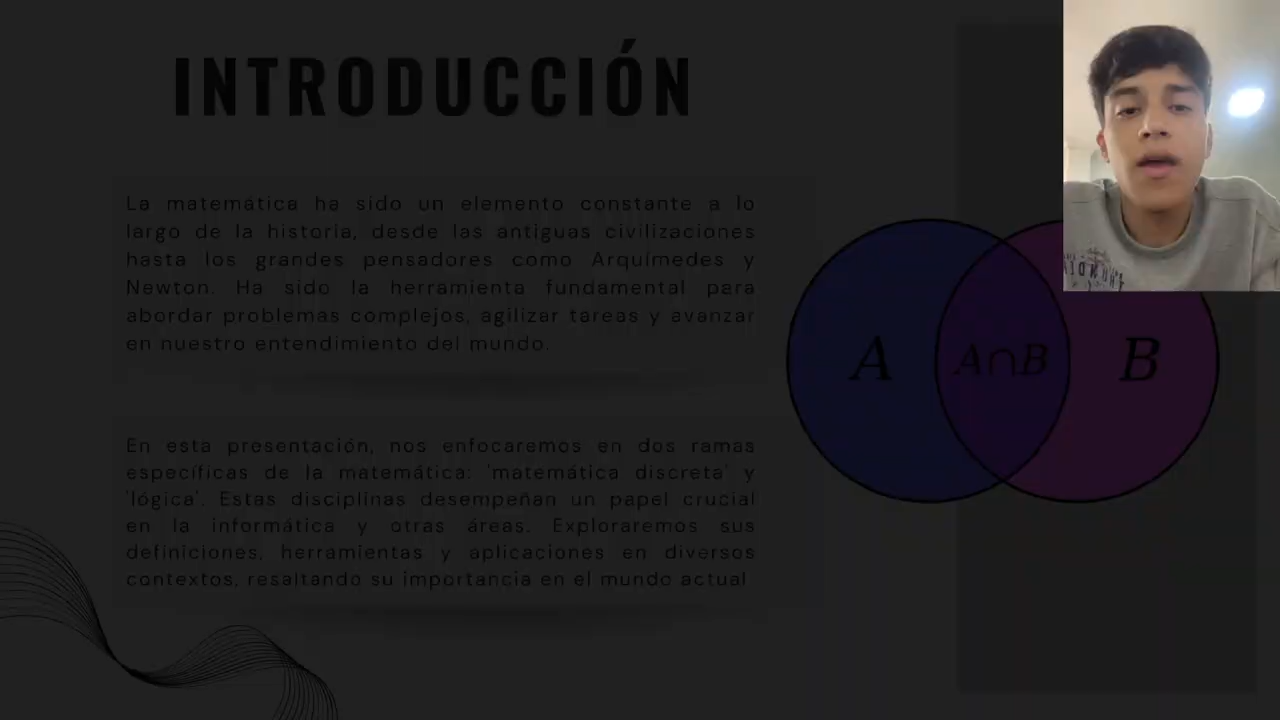 INTRODUCCIÓN
La matemática ha sido un elemento constante a lo
largo de la historia, desde las antiguas civilizaciones
hasta los grandes pensadores como Arquímedes y
Newton. Ha sido la herramienta fundamental para
abordar problemas complejos, agilizar tareas y avanzar
en nuestro entendimiento del mundo.
En esta presentación, nos enfocaremos en dos ramas
específicas de la matemática: 'matemática discreta' y
'lógica'. Estas disciplinas desempeñan un papel crucial
en la informática y otras áreas. Exploraremos sus
definiciones, herramientas y aplicaciones en diversos
contextos, resaltando su importancia en el mundo actual
A A∩B B